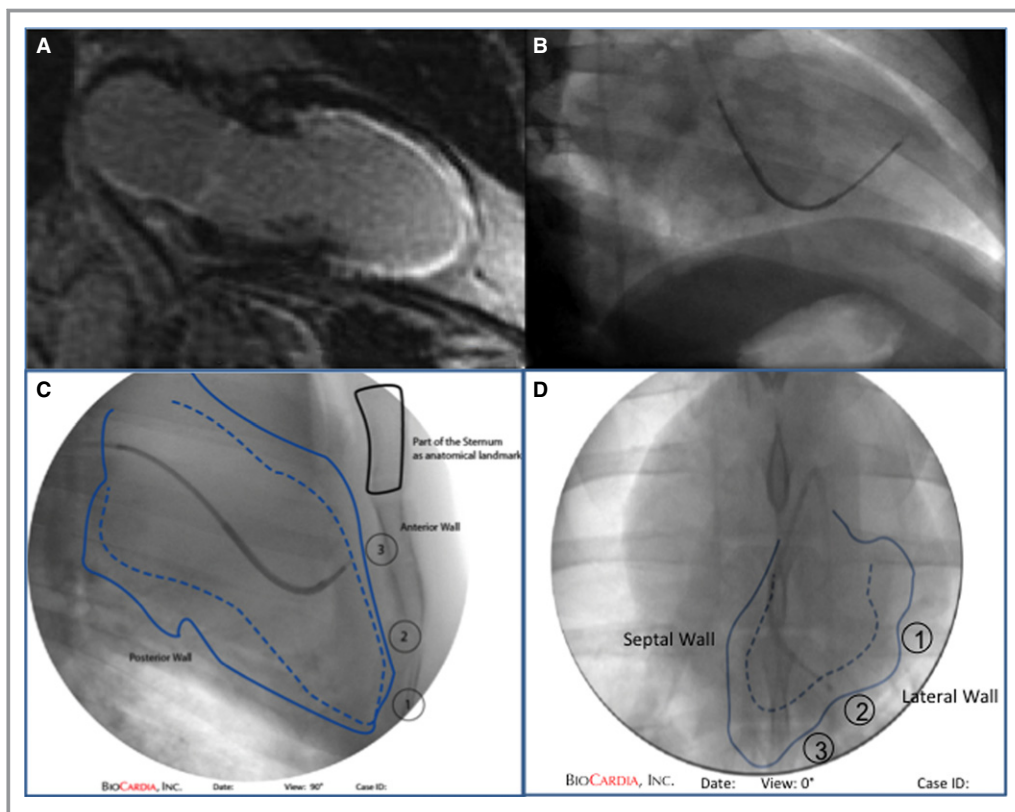 A
B
C
Part of the Sternum
as anatomical landmark
Anterior Wall
3
2
1
Posterior Wall
BIOCARDIA, INC. Date: View: 90° Case ID:
D
Septal Wall
1
Lateral Wall
2
3
BIOCARDIA, INC. Date: View: 0° Case ID: